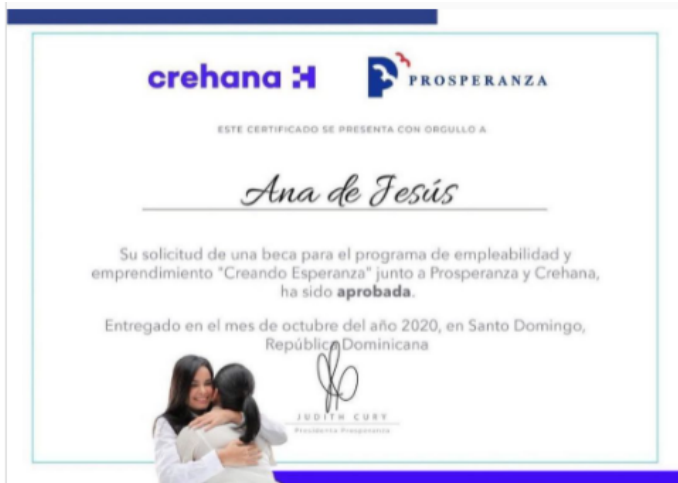 crehana
PROSPERANZA
ESTE CERTIFICADO SE PRESENTA CON ORGULLO A
Ana de Jesús
Su solicitud de una beca para el programa de empleabilidad y
emprendimiento "Creando Esperanza" junto a Prosperanza y Crehana,
ha sido aprobada.
Entregado en el mes de octubre del año 2020, en Santo Domingo,
República Dominicana
JUDITH CURY
Presidenta Prosperanza